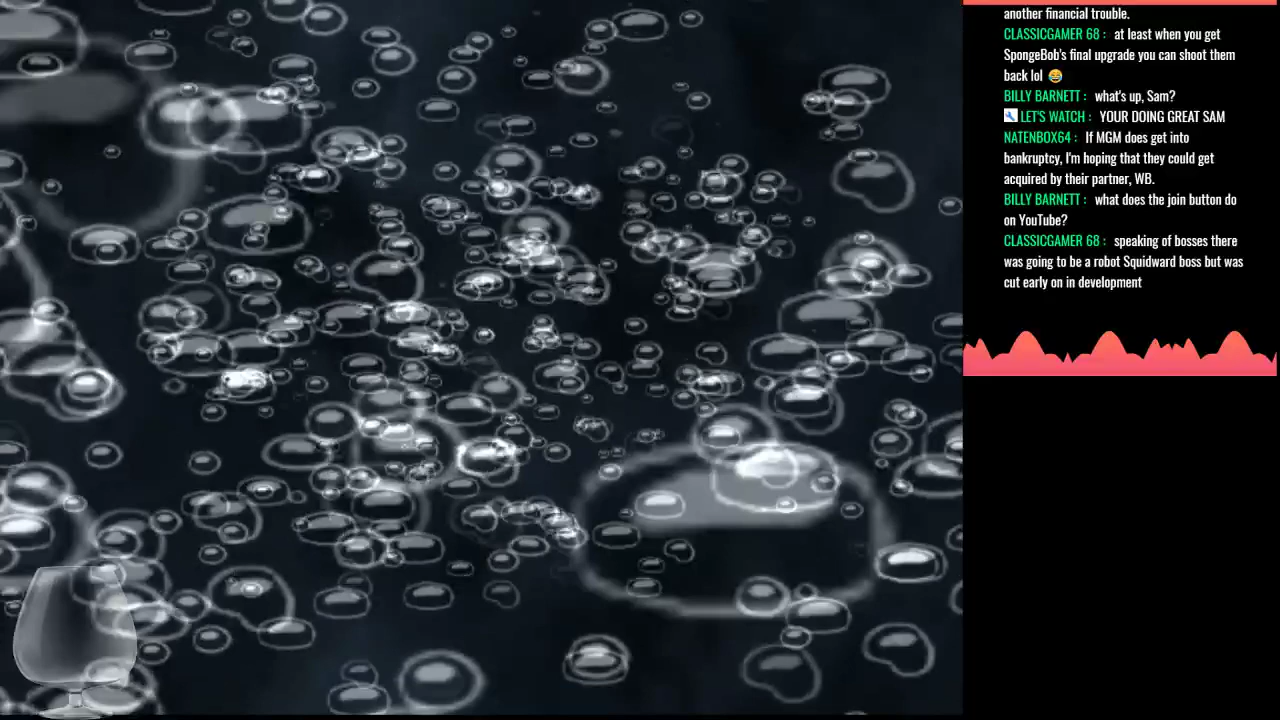 another financial trouble.
CLASSICGAMER 68 : at least when you get
SpongeBob's final upgrade you can shoot them
back lol 😂
BILLY BARNETT : what's up, Sam?
LET'S WATCH : YOUR DOING GREAT SAM
NATENBOX64 : If MGM does get into
bankruptcy, I'm hoping that they could get
acquired by their partner, WB.
BILLY BARNETT : what does the join button do
on YouTube?
CLASSICGAMER 68 : speaking of bosses there
was going to be a robot Squidward boss but was
cut early on in development